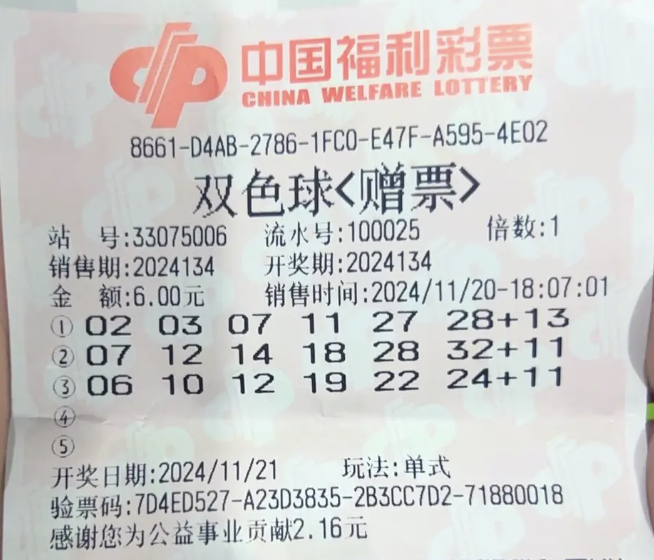 中国福利彩票
CHINA WELFARE LOTTERY
8661-D4AB-2786-1FC0-E47F-A595-4E02
双色球<赠票>
站 号:33075006 流水号:100025 倍数:1
销售期:2024134 开奖期:2024134
金 额:6.00元 销售时间:2024/11/20-18:07:01
① 02 03 07 11 27 28+13
② 07 12 14 18 28 32+11
③ 06 10 12 19 22 24+11
④
⑤
开奖日期:2024/11/21 玩法:单式
验票码:7D4ED527-A23D3835-2B3CC7D2-71880018
感谢您为公益事业贡献2.16元